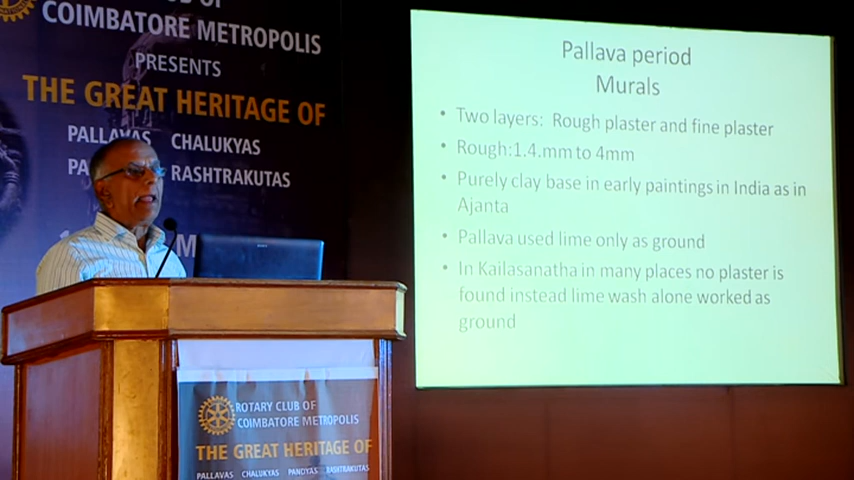 CLUB OF
COIMBATORE METROPOLIS
PRESENTS
THE GREAT HERITAGE OF
PALLAVAS CHALUKYAS
RASHTRAKUTAS
Pallava period
Murals
• Two layers: Rough plaster and fine plaster
• Rough:1.4.mm to 4mm
• Purely clay base in early paintings in India as in
Ajanta
• Pallava used lime only as ground
• In Kailasanatha in many places no plaster is
found instead lime wash alone worked as
ground
ROTARY CLUB OF
COIMBATORE METROPOLIS
THE GREAT HERITAGE OF
PALLAVAS CHALUKYAS PANDYAS RASHTRAKUTAS